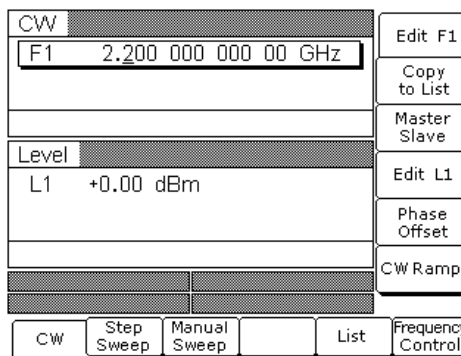 CW
F1 2.200 000 000 00 GHz
Level
L1 +0.00 dBm
Edit F1
Copy
to List
Master
Slave
Edit L1
Phase
Offset
CW Ramp
CW
Step
Sweep
Manual
Sweep
List
Frequency
Control